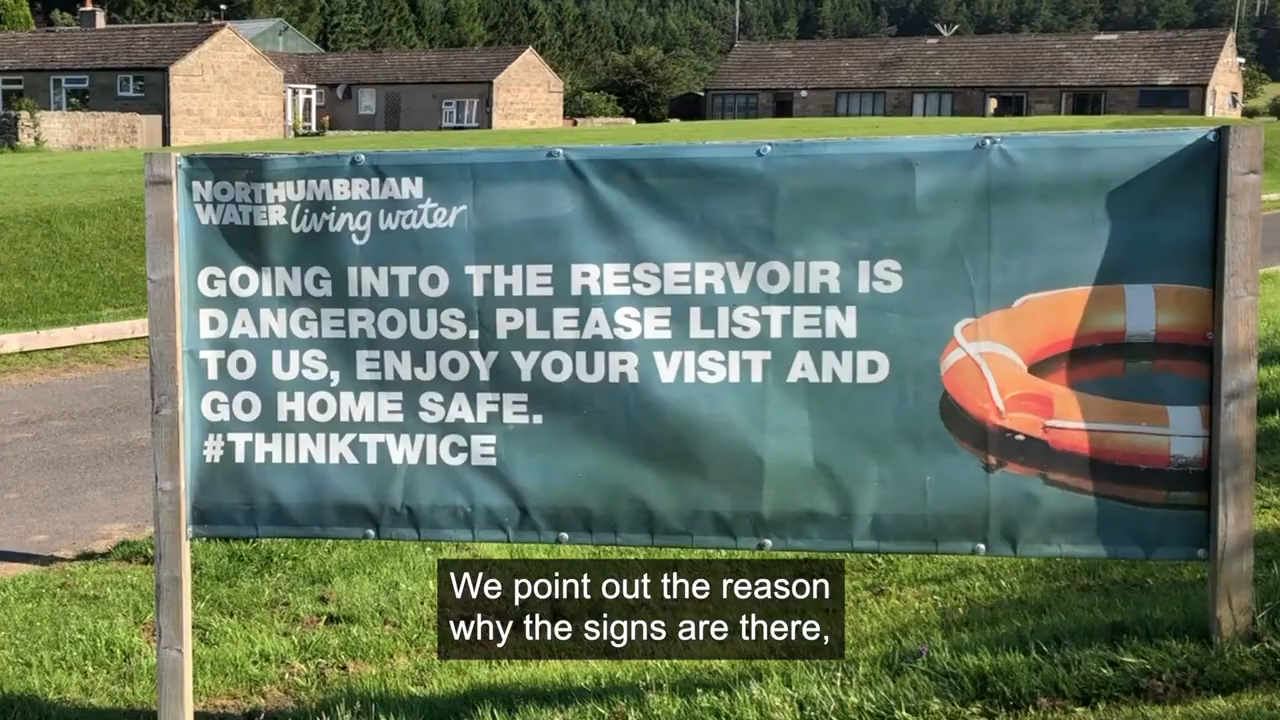 NORTHUMBRIAN
WATER living water
GOING INTO THE RESERVOIR IS
DANGEROUS. PLEASE LISTEN
TO US, ENJOY YOUR VISIT AND
GO HOME SAFE.
#THINKTWICE
We point out the reason
why the signs are there,